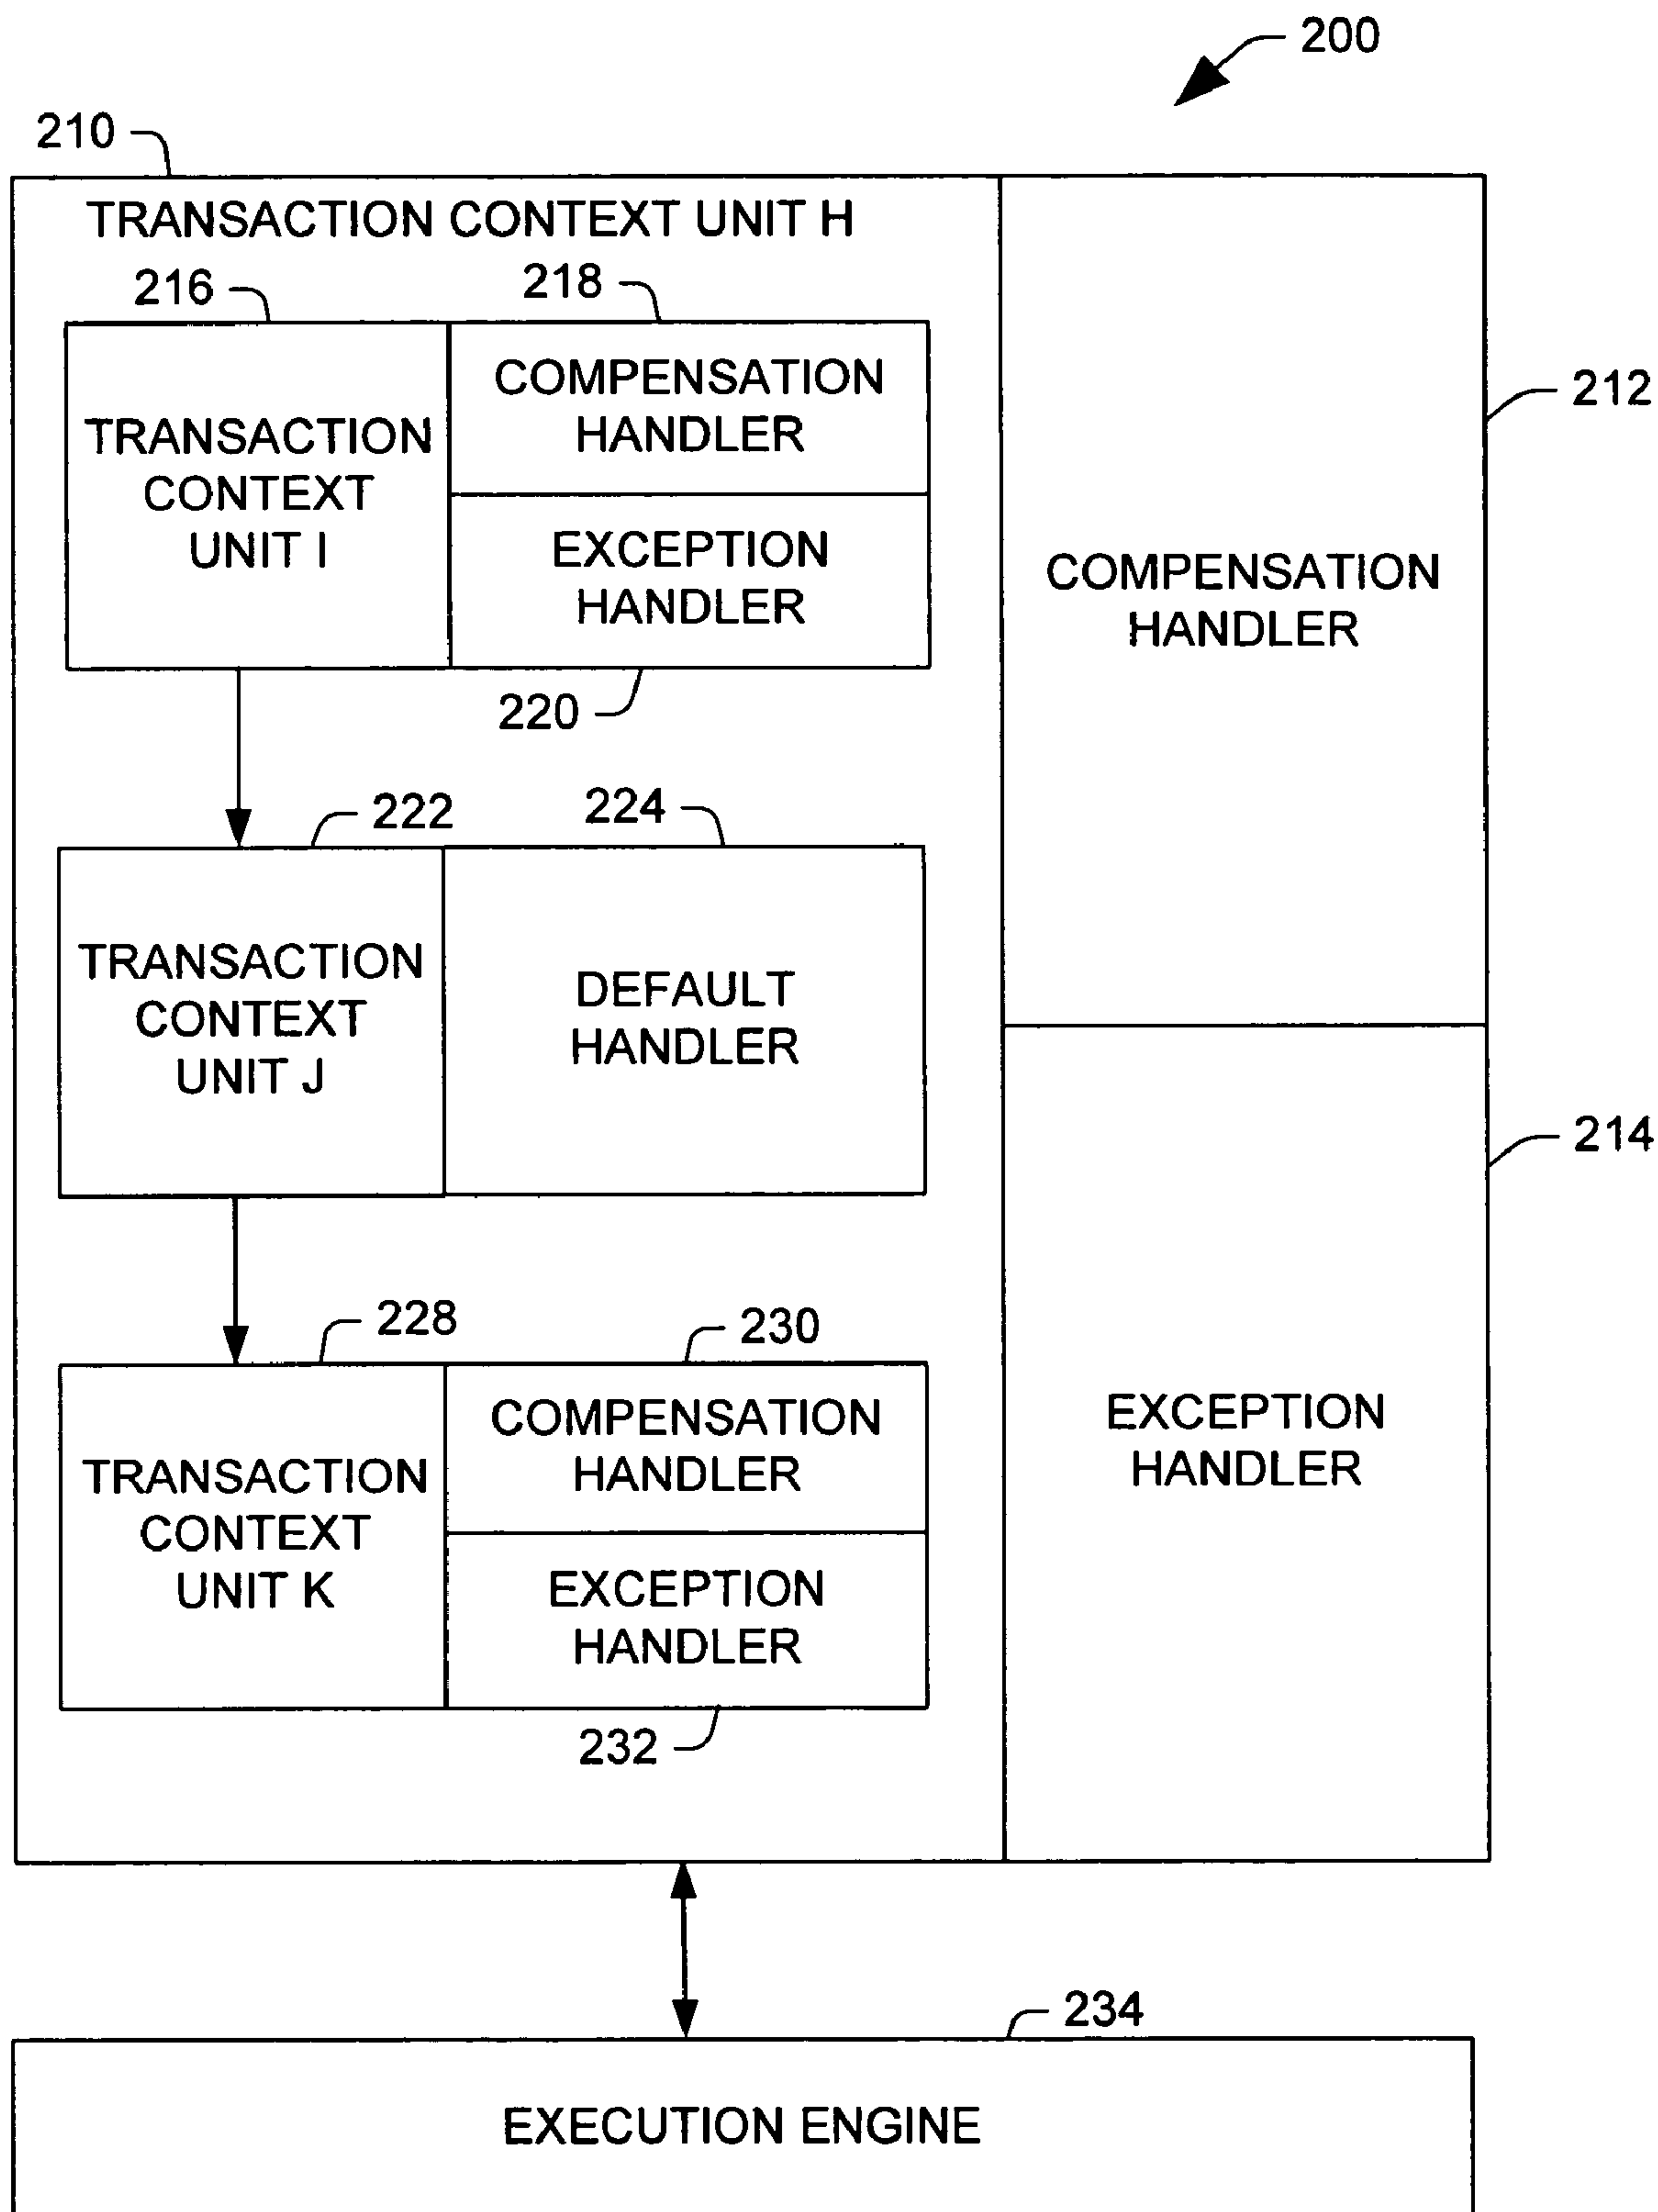 200
210
TRANSACTION CONTEXT UNIT H
216
218
TRANSACTION
CONTEXT
UNIT I
COMPENSATION
HANDLER
EXCEPTION
HANDLER
220
212
COMPENSATION
HANDLER
222
224
TRANSACTION
CONTEXT
UNIT J
DEFAULT
HANDLER
214
228
230
TRANSACTION
CONTEXT
UNIT K
COMPENSATION
HANDLER
EXCEPTION
HANDLER
232
EXCEPTION
HANDLER
234
EXECUTION ENGINE